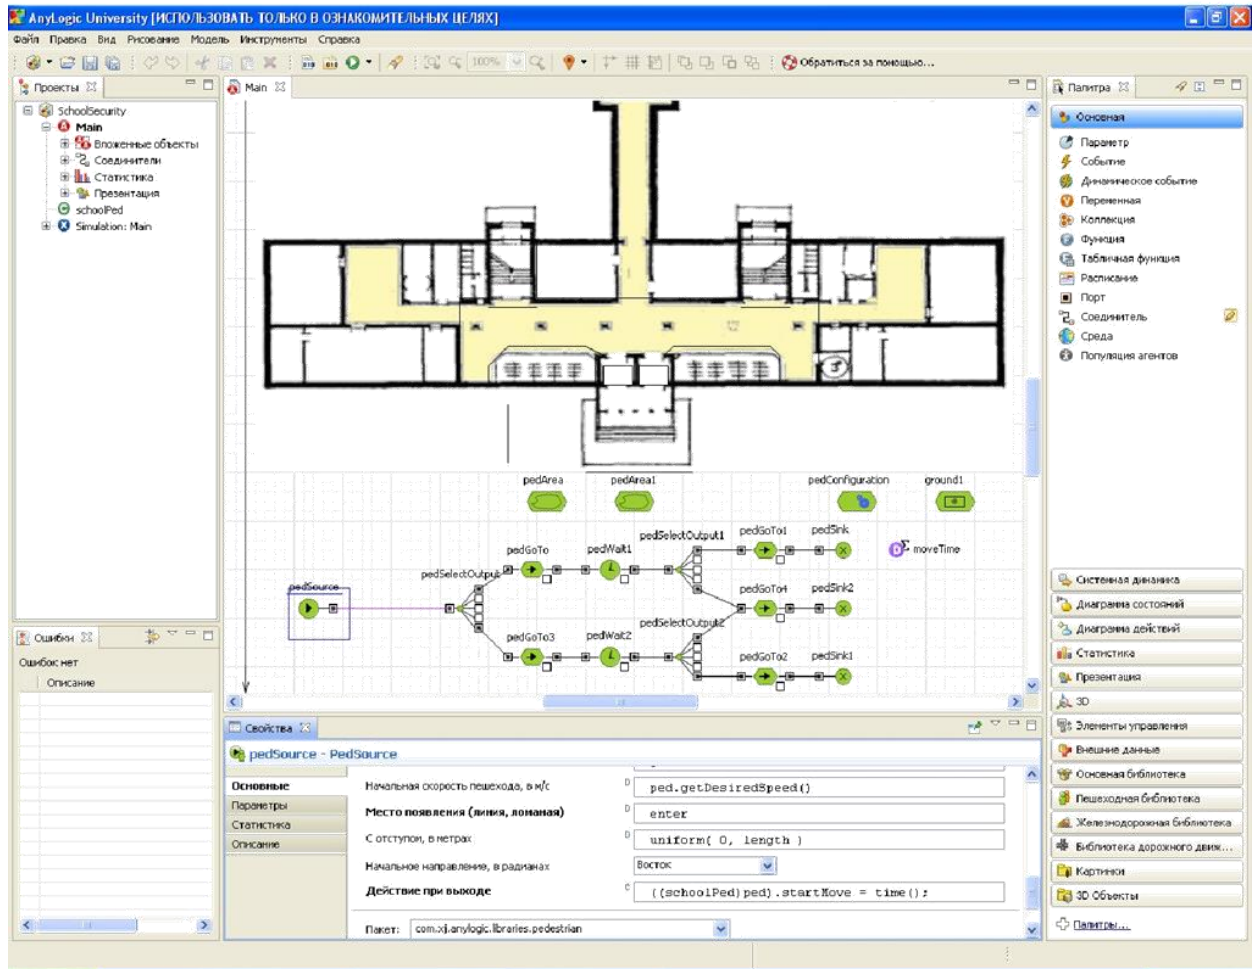 AnyLogic University [ИСПОЛЬЗОВАТЬ ТОЛЬКО В ОЗНАКОМИТЕЛЬНЫХ ЦЕЛЯХ]
Файл Правка Вид Рисование Модель Инструменты Справка
100% Обратиться за помощью...
Проекты
SchoolSecurity
Main
Вложенные объекты
Соединители
Статистика
Презентация
schoolPed
Simulation: Main
Main
pedArea pedArea1 pedConfiguration ground1
pedSelectOutput1 pedGoTo1 pedSink
pedGoTo pedWait1 moveTime
pedSelectOutput
pedSource pedGoTo4 pedSink2
pedSelectOutput2
pedGoTo3 pedWait2
pedGoTo2 pedSink1
Ошибки
Ошибок: нет
Описание
Свойства
pedSource - PedSource
Основные
Параметры
Статистика
Описание
Начальная скорость пешехода, в м/с ped.getDesiredSpeed()
Место появления (линия, ломаная) enter
С отступом, в метрах uniform( 0, length )
Начальное направление, в радианах Восток
Действие при выходе ((schoolPed)ped).startMove = time();
Пакет: com.xj.anylogic.libraries.pedestrian
Палитра
Основная
Параметр
Событие
Динамическое событие
Переменная
Коллекция
Функция
Табличная функция
Расписание
Порт
Соединитель
Среда
Популяция агентов
Системная динамика
Диаграмма состояний
Диаграмма действий
Статистика
Презентация
3D
Элементы управления
Внешние данные
Основная библиотека
Пешеходная библиотека
Железнодорожная библиотека
Библиотека дорожного движ...
Картинки
3D Объекты
Палитры...